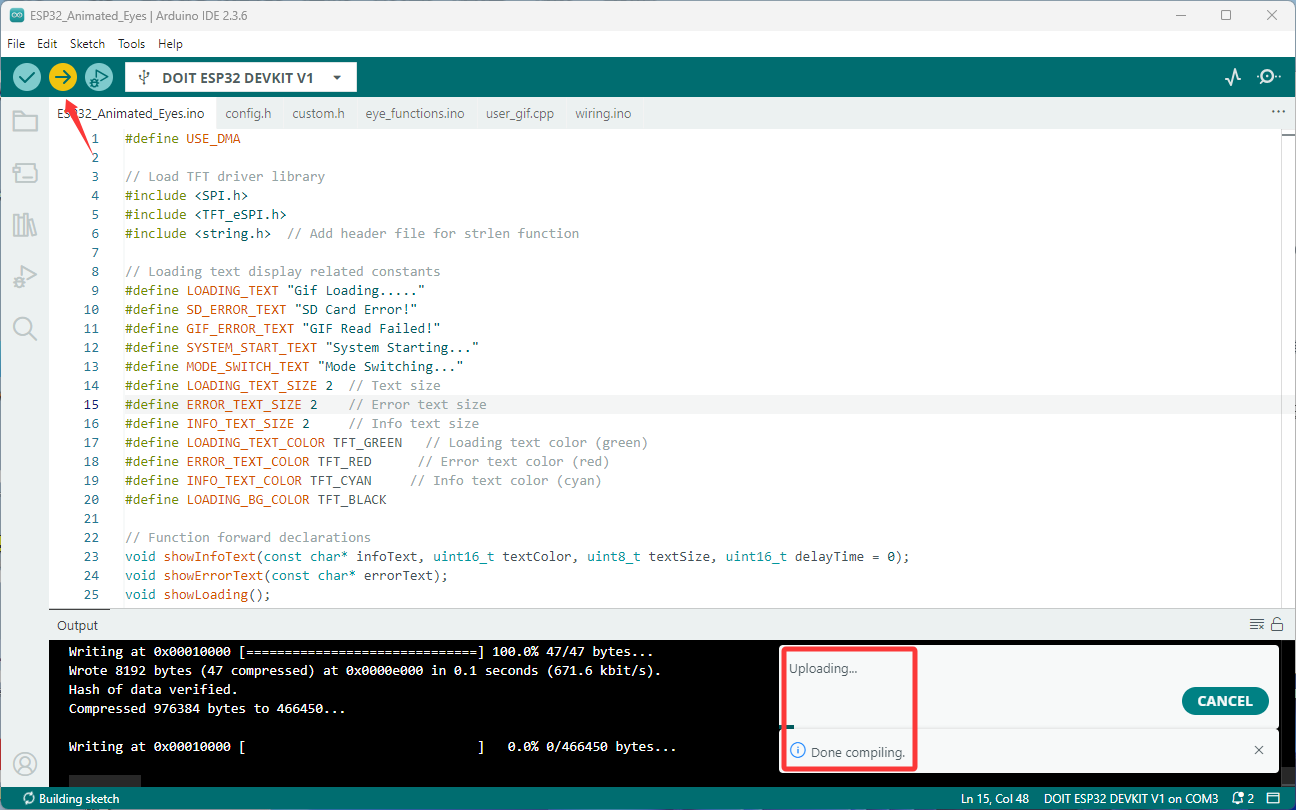 ESP32_Animated_Eyes | Arduino IDE 2.3.6
File Edit Sketch Tools Help
DOIT ESP32 DEVKIT V1
ESP32_Animated_Eyes.ino config.h custom.h eye_functions.ino user_gif.cpp wiring.ino
1 #define USE_DMA
2
3 // Load TFT driver library
4 #include <SPI.h>
5 #include <TFT_eSPI.h>
6 #include <string.h>  // Add header file for strlen function
7
8 // Loading text display related constants
9 #define LOADING_TEXT "Gif Loading....."
10 #define SD_ERROR_TEXT "SD Card Error!"
11 #define GIF_ERROR_TEXT "GIF Read Failed!"
12 #define SYSTEM_START_TEXT "System Starting..."
13 #define MODE_SWITCH_TEXT "Mode Switching..."
14 #define LOADING_TEXT_SIZE 2  // Text size
15 #define ERROR_TEXT_SIZE 2    // Error text size
16 #define INFO_TEXT_SIZE 2     // Info text size
17 #define LOADING_TEXT_COLOR TFT_GREEN   // Loading text color (green)
18 #define ERROR_TEXT_COLOR TFT_RED      // Error text color (red)
19 #define INFO_TEXT_COLOR TFT_CYAN     // Info text color (cyan)
20 #define LOADING_BG_COLOR TFT_BLACK
21
22 // Function forward declarations
23 void showInfoText(const char* infoText, uint16_t textColor, uint8_t textSize, uint16_t delayTime = 0);
24 void showErrorText(const char* errorText);
25 void showLoading();
Output
Writing at 0x00010000 [==============================] 100.0% 47/47 bytes...
Wrote 8192 bytes (47 compressed) at 0x0000e000 in 0.1 seconds (671.6 kbit/s).
Hash of data verified.
Compressed 976384 bytes to 466450...
Writing at 0x00010000 [                              ]   0.0% 0/466450 bytes...
Uploading...
CANCEL
Done compiling.
Building sketch
Ln 15, Col 48 DOIT ESP32 DEVKIT V1 on COM3 2